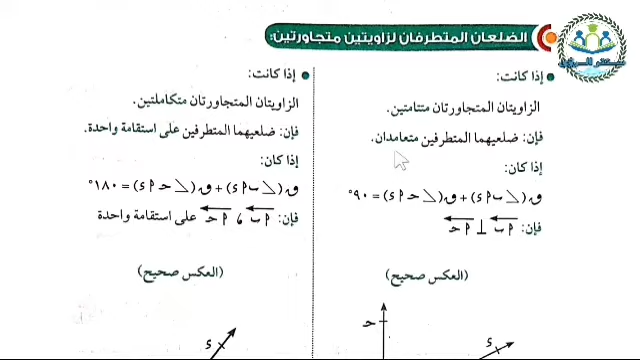 الضلعان المتطرفان لزاويتين متجاورتين:
• إذا كانت:
الزاويتان المتجاورتان متتامتين.
فإن: ضلعيهما المتطرفين متعامدان.
إذا كان:
ق (∠ ب م ء) + ق (∠ ح م ء) = ٩٠°
فإن: م ب ⊥ م ح
(العكس صحيح)
ح
ء
• إذا كانت:
الزاويتان المتجاورتان متكاملتين.
فإن: ضلعيهما المتطرفين على استقامة واحدة.
إذا كان:
ق (∠ ب م ء) + ق (∠ ح م ء) = ١٨٠°
فإن: م ب ، م ح على استقامة واحدة
(العكس صحيح)
ء